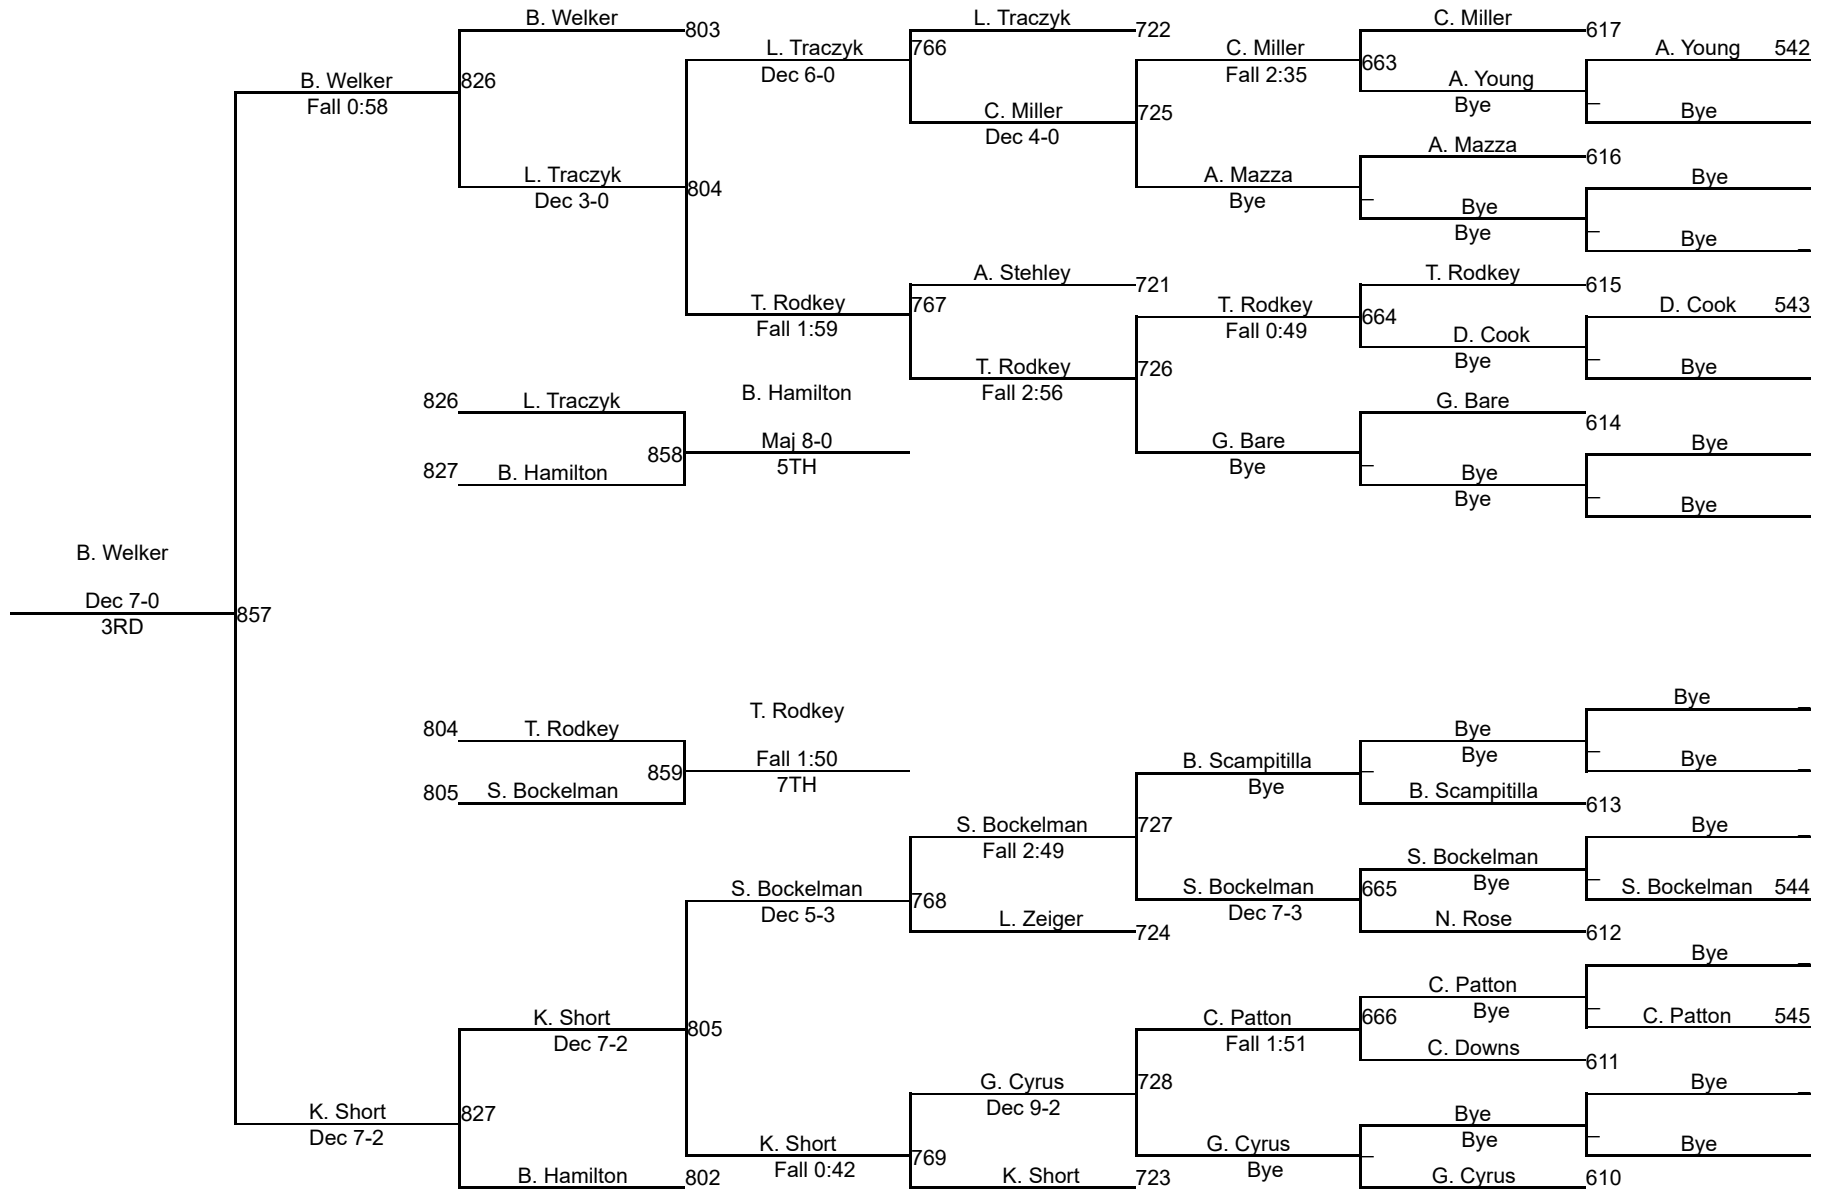 B. Welker
803
L. Traczyk
722
C. Miller
617
L. Traczyk
766
C. Miller
A. Young 542
Dec 6-0
Fall 2:35
663
B. Welker
826
A. Young
Fall 0:58
Bye
C. Miller
725
Bye
Dec 4-0
A. Mazza
616
L. Traczyk
804
A. Mazza
Bye
Dec 3-0
Bye
Bye
Bye
Bye
A. Stehley
721
T. Rodkey
615
T. Rodkey
767
T. Rodkey
664
D. Cook 543
Fall 1:59
Fall 0:49
D. Cook
Bye
T. Rodkey
726
Bye
Fall 2:56
B. Hamilton
826 L. Traczyk
G. Bare
614
Maj 8-0
858
5TH
G. Bare
Bye
Bye
827 B. Hamilton
Bye
Bye
Bye
B. Welker
Dec 7-0
857
3RD
Bye
T. Rodkey
804 T. Rodkey
Bye
Bye
Fall 1:50
859
7TH
B. Scampitilla
Bye
Bye
805 S. Bockelman
B. Scampitilla
613
S. Bockelman
727
Bye
Fall 2:49
S. Bockelman
Bye
S. Bockelman
768
S. Bockelman
665
S. Bockelman 544
Dec 5-3
Dec 7-3
L. Zeiger
724
N. Rose
612
Bye
C. Patton
Bye
K. Short
805
C. Patton
666
C. Patton 545
Dec 7-2
Fall 1:51
C. Downs
611
G. Cyrus
728
Bye
Dec 9-2
K. Short
827
Bye
Dec 7-2
Bye
K. Short
769
G. Cyrus
Bye
Fall 0:42
Bye
B. Hamilton
802
K. Short
723
G. Cyrus
610